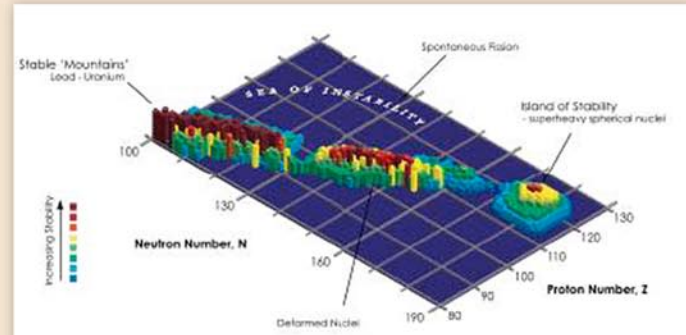 Spontaneous Fission
Stable 'Mountains'
Lead - Uranium
SEA OF INSTABILITY
Island of Stability
- superheavy spherical nuclei
100
130
160
190
Increasing Stability
Neutron Number, N
130
120
110
100
90
80
Proton Number, Z
Deformed Nuclei